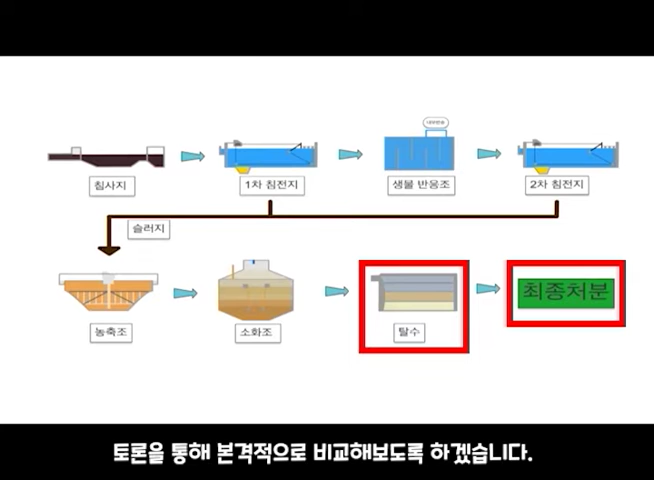 침사지
1차 침전지
생물 반응조
2차 침전지
슬러지
농축조
소화조
탈수
최종처분
토론을 통해 본격적으로 비교해보도록 하겠습니다.